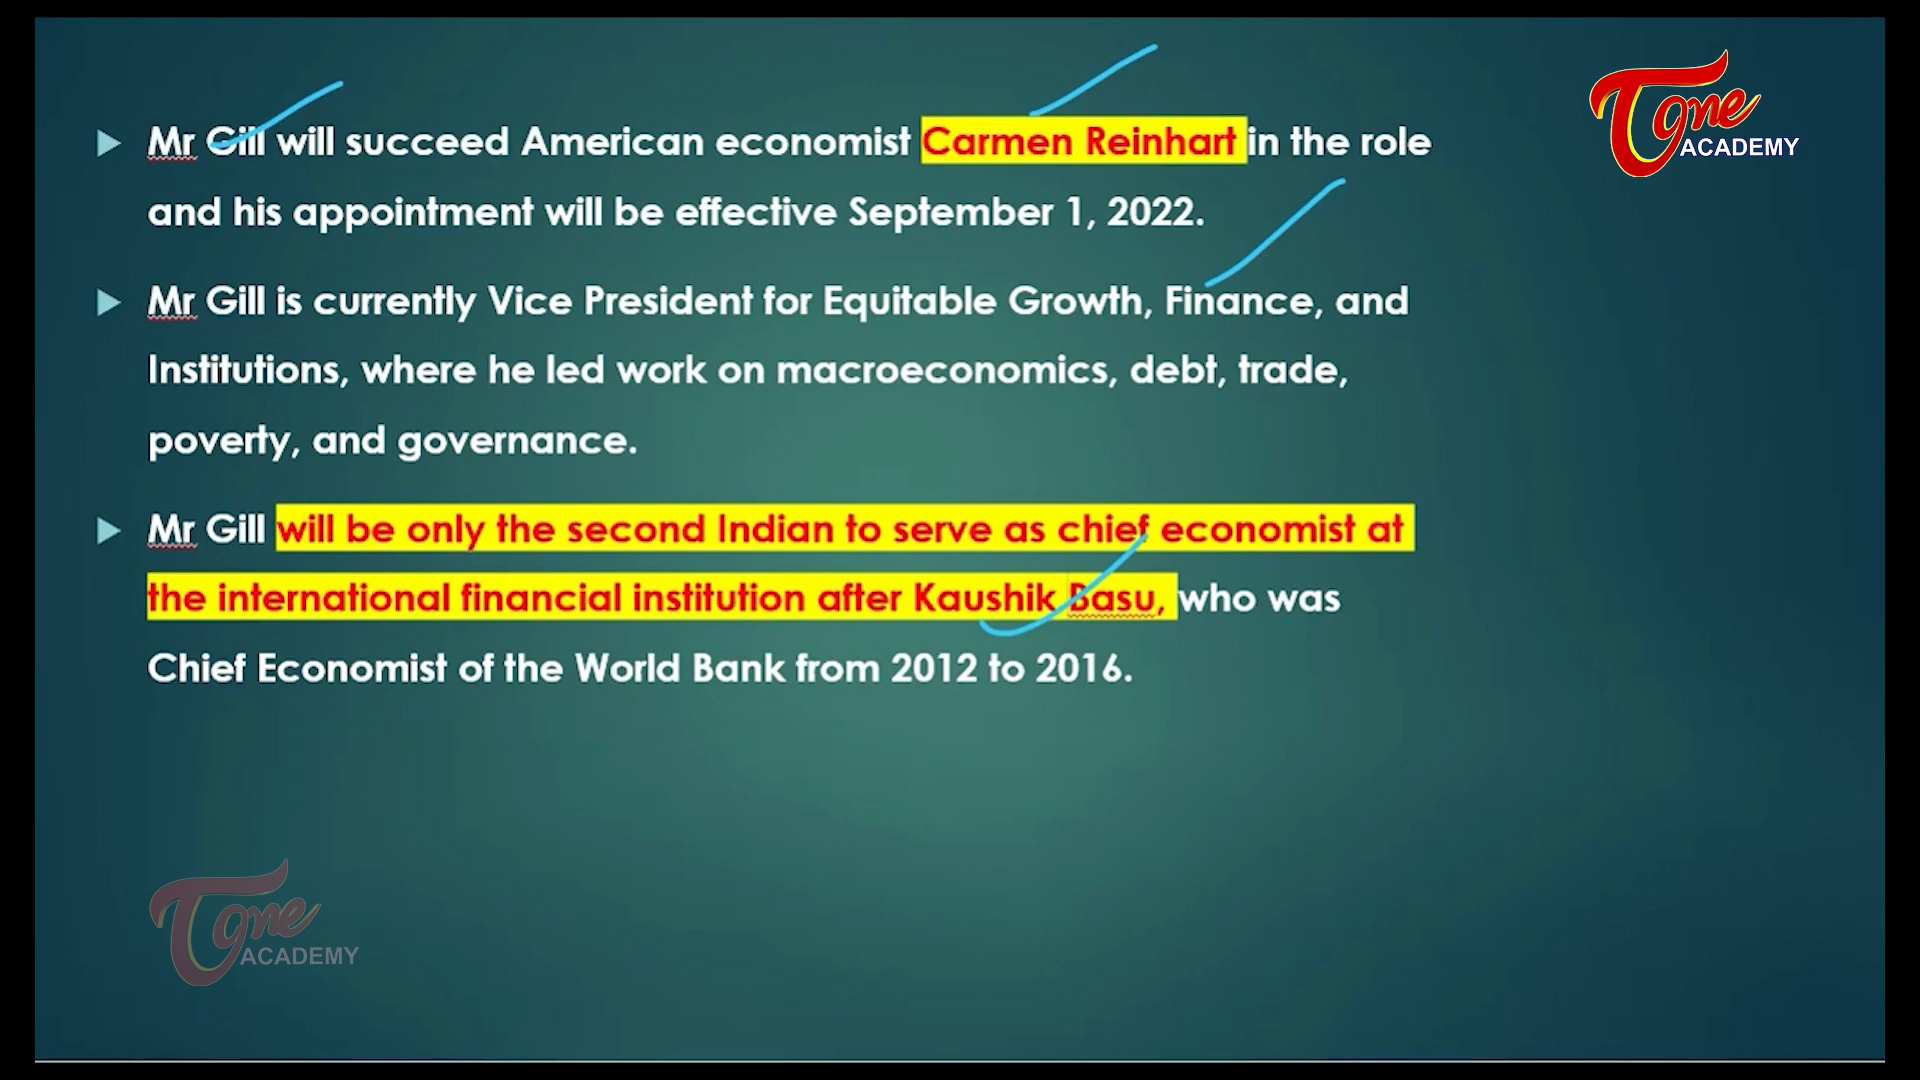 Tone
ACADEMY
Mr Gill will succeed American economist Carmen Reinhart in the role
and his appointment will be effective September 1, 2022.
Mr Gill is currently Vice President for Equitable Growth, Finance, and
Institutions, where he led work on macroeconomics, debt, trade,
poverty, and governance.
Mr Gill will be only the second Indian to serve as chief economist at
the international financial institution after Kaushik Basu, who was
Chief Economist of the World Bank from 2012 to 2016.
Tone
ACADEMY